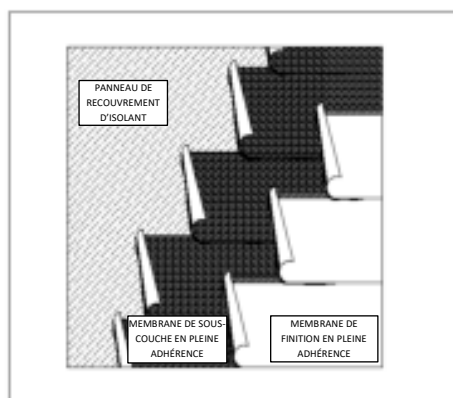 PANNEAU DE
RECOUVREMENT
D'ISOLANT
MEMBRANE DE SOUS-
COUCHE EN PLEINE
ADHÉRENCE
MEMBRANE DE
FINITION EN PLEINE
ADHÉRENCE